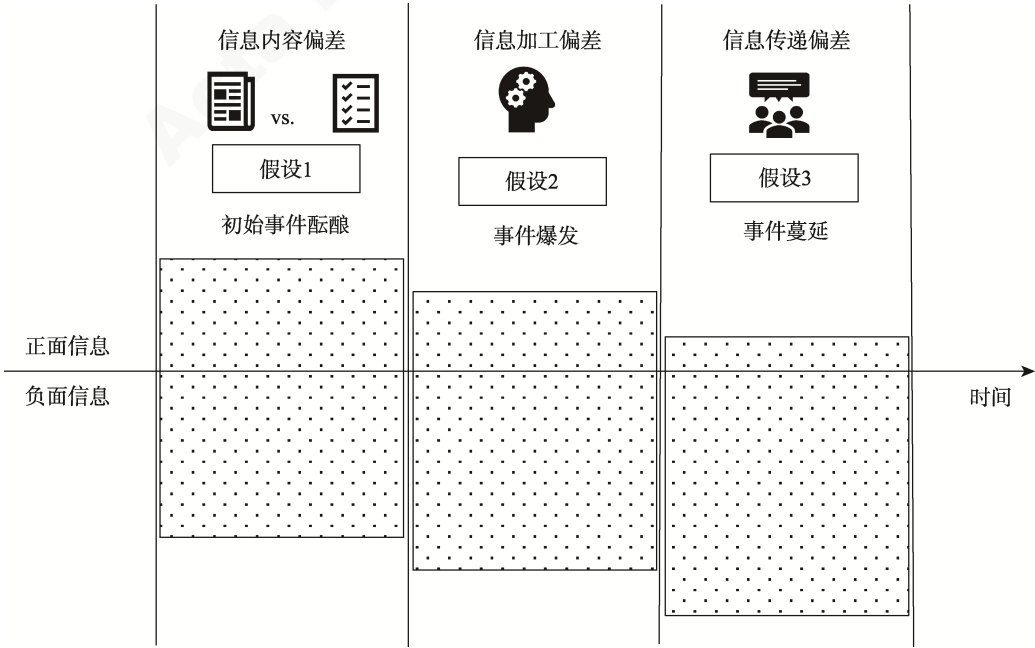 信息内容偏差
信息加工偏差
信息传递偏差
vs.
假设1
假设2
假设3
初始事件酝酿
事件爆发
事件蔓延
正面信息
负面信息
时间